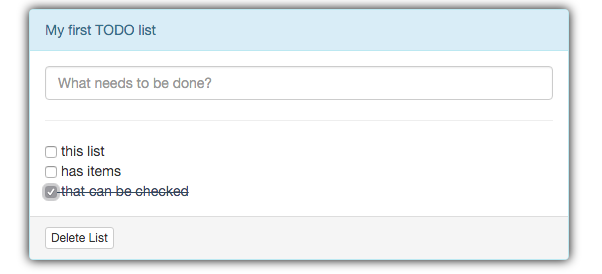 My first TODO list
What needs to be done?
this list
has items
that can be checked
Delete List